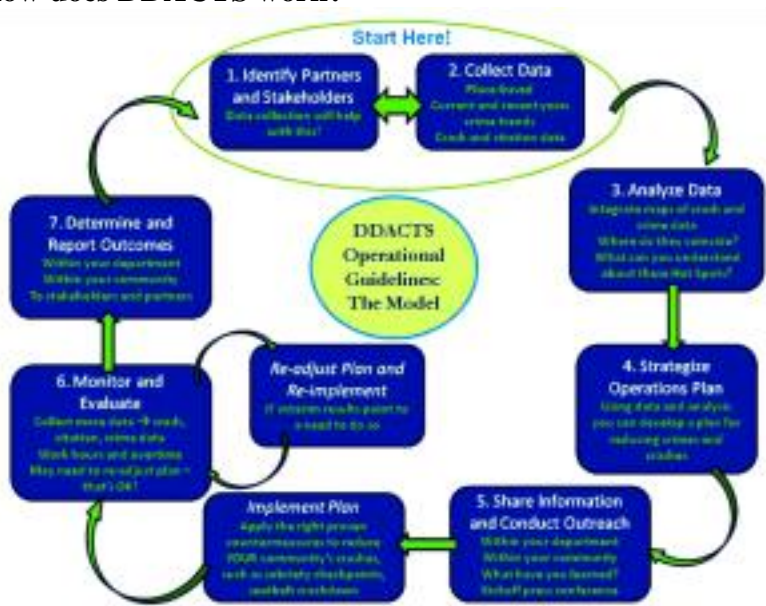 Start Here!
1. Identify Partners
and Stakeholders
Data collection will help
with this!
2. Collect Data
Place-based
Current and recent years
crime trends
Crash and citation data
3. Analyze Data
Integrate maps of crash and
crime data
Where do they coincide?
What can you understand
about these Hot Spots?
4. Strategize
Operations Plan
Using data and analysis,
you can develop a plan for
reducing crimes and
crashes
5. Share Information
and Conduct Outreach
Within your department
Within your community
What have you learned?
Kickoff press conference
Implement Plan
Apply the right proven
countermeasures to reduce
YOUR community's crashes,
such as sobriety checkpoints,
seatbelt crackdown
6. Monitor and
Evaluate
Collect more data → crash,
citation, crime data
Work hours and overtime
May need to re-adjust plan –
that's OK!
Re-adjust Plan and
Re-implement
If interim results point to
a need to do so
7. Determine and
Report Outcomes
Within your department
Within your community
To stakeholders and partners
DDACTS
Operational
Guidelines:
The Model